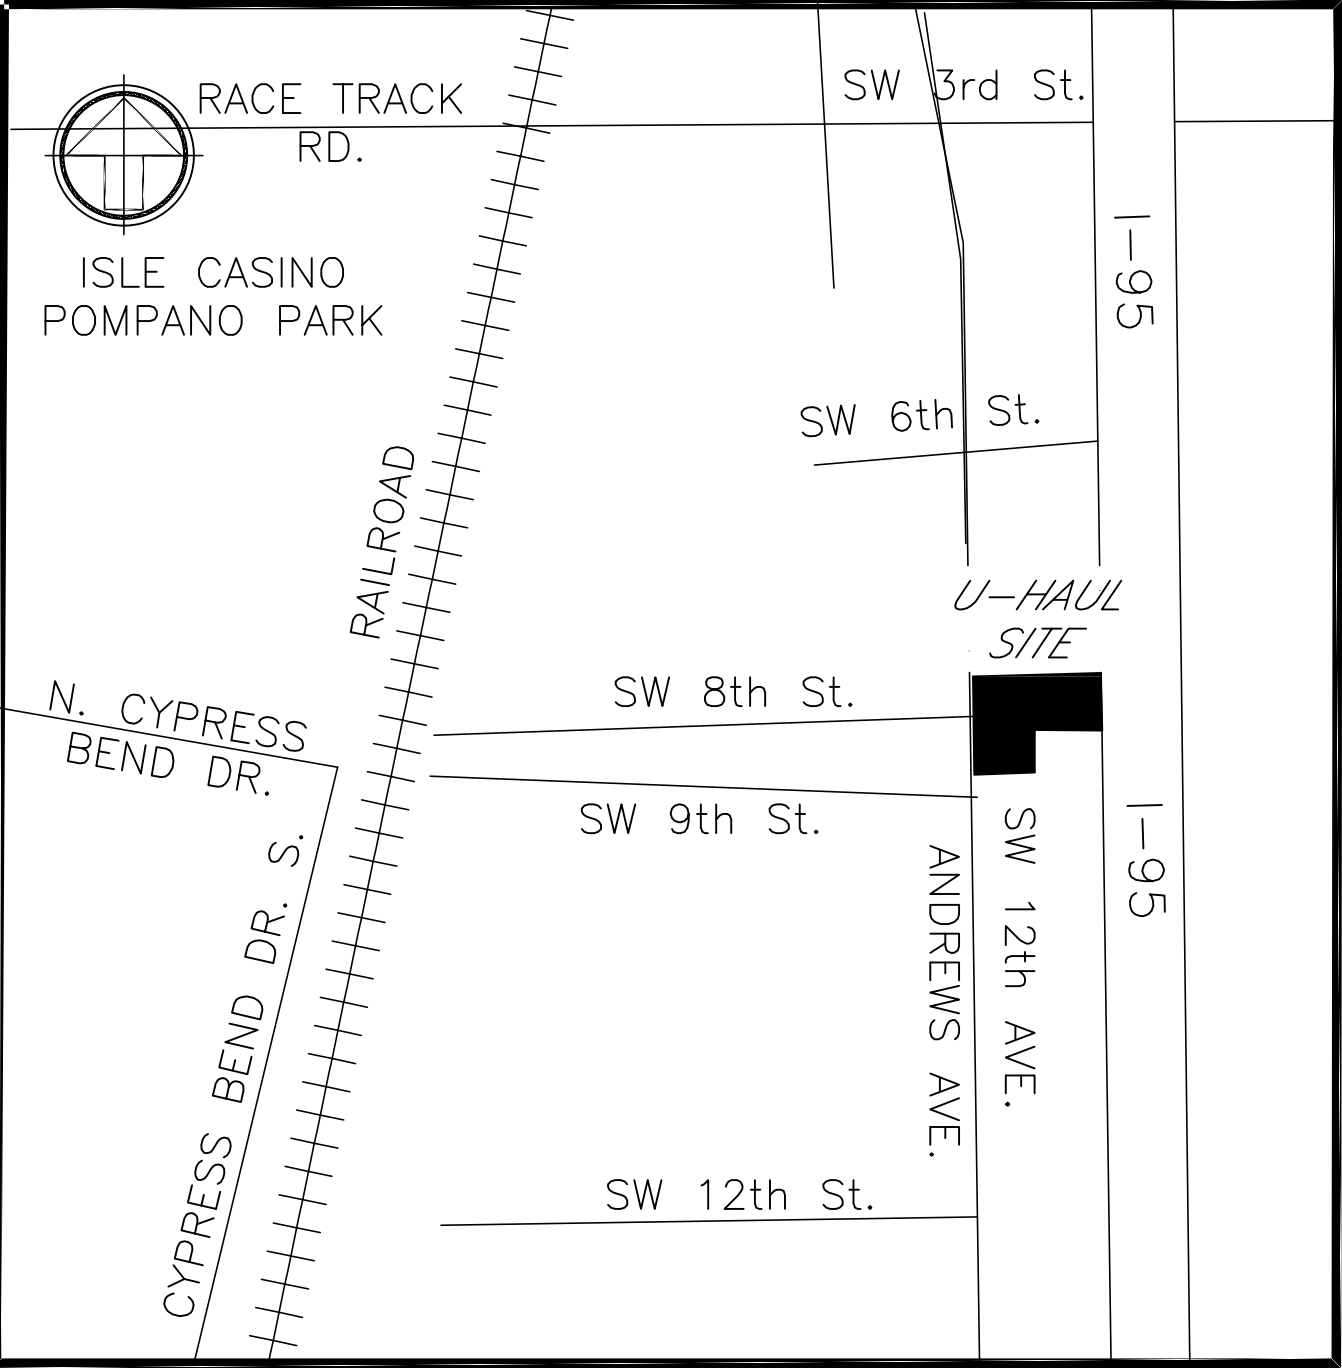 SW 3rd St.
RACE TRACK
RD.
I-95
ISLE CASINO
POMPANO PARK
SW 6th St.
RAILROAD
U-HAUL
SITE
SW 8th St.
N. CYPRESS
BEND DR.
SW 9th St.
I-95
SW 12th AVE.
ANDREWS AVE.
CYPRESS BEND DR. S.
SW 12th St.